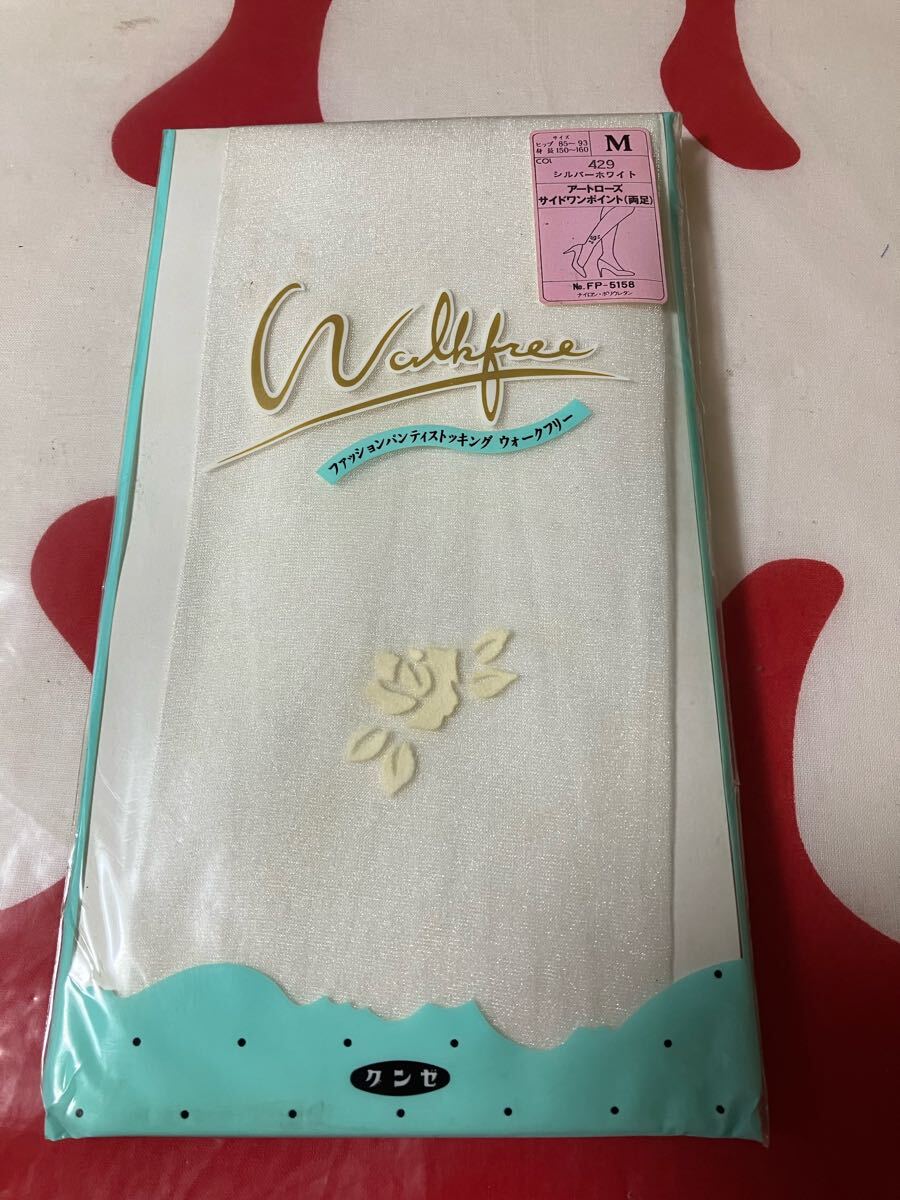 サイズ
ヒップ 85~93
身長 150~160
M
COL 429
シルバーホワイト
アートローズ
サイドワンポイント(両足)
No.FP-5158
ナイロン・ポリウレタン
Walkfree
ファッションパンティストッキング ウォークフリー
グンゼ